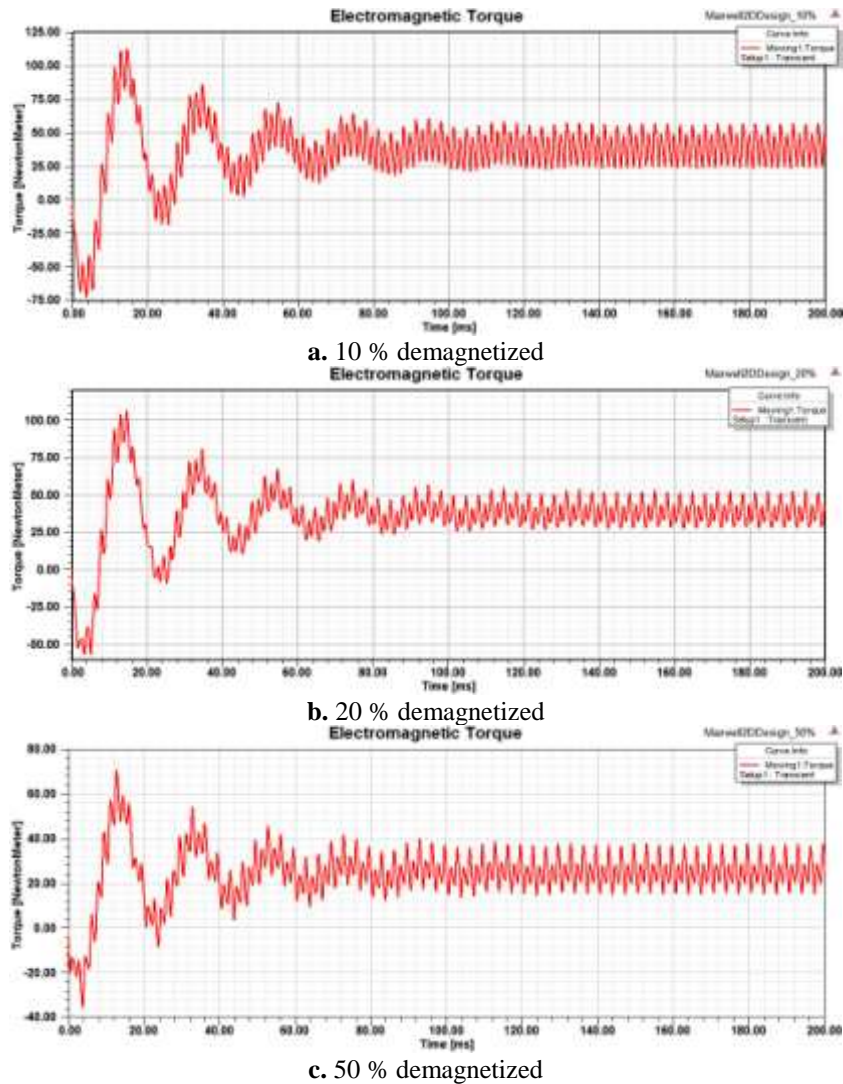 Electromagnetic Torque
Maxwell2DDesign_10%
125.00
Curve Info
Moving1.Torque
Setup1 : Transient
100.00
75.00
50.00
25.00
0.00
-25.00
-50.00
-75.00
Torque [NewtonMeter]
0.00 20.00 40.00 60.00 80.00 100.00 120.00 140.00 160.00 180.00 200.00
Time [ms]
a. 10 % demagnetized
Electromagnetic Torque
Maxwell2DDesign_20%
Curve Info
Moving1.Torque
Setup1 : Transient
100.00
75.00
50.00
25.00
0.00
-25.00
-50.00
Torque [NewtonMeter]
0.00 20.00 40.00 60.00 80.00 100.00 120.00 140.00 160.00 180.00 200.00
Time [ms]
b. 20 % demagnetized
Electromagnetic Torque
Maxwell2DDesign_50%
80.00
Curve Info
Moving1.Torque
Setup1 : Transient
60.00
40.00
20.00
0.00
-20.00
-40.00
Torque [NewtonMeter]
0.00 20.00 40.00 60.00 80.00 100.00 120.00 140.00 160.00 180.00 200.00
Time [ms]
c. 50 % demagnetized